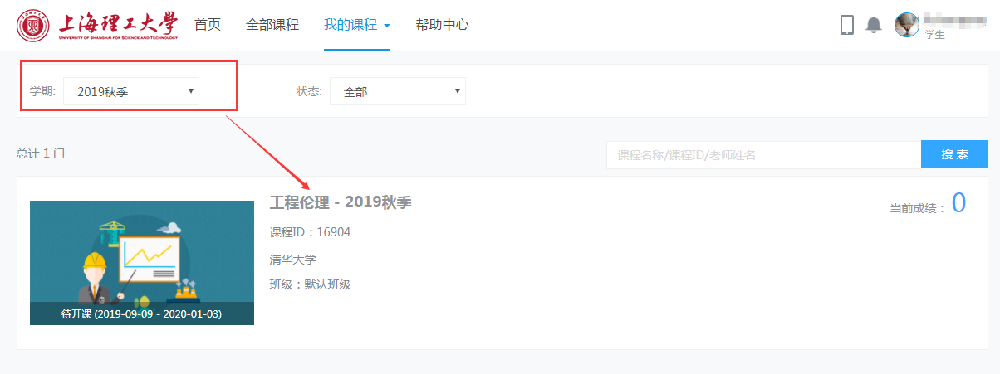 上海理工大学
UNIVERSITY OF SHANGHAI FOR SCIENCE AND TECHNOLOGY
首页 全部课程 我的课程 帮助中心
学生
学期: 2019秋季 状态: 全部
总计 1 门
课程名称/课程ID/老师姓名 搜 索
工程伦理 - 2019秋季
当前成绩： 0
课程ID：16904
清华大学
班级：默认班级
待开课 (2019-09-09 - 2020-01-03)